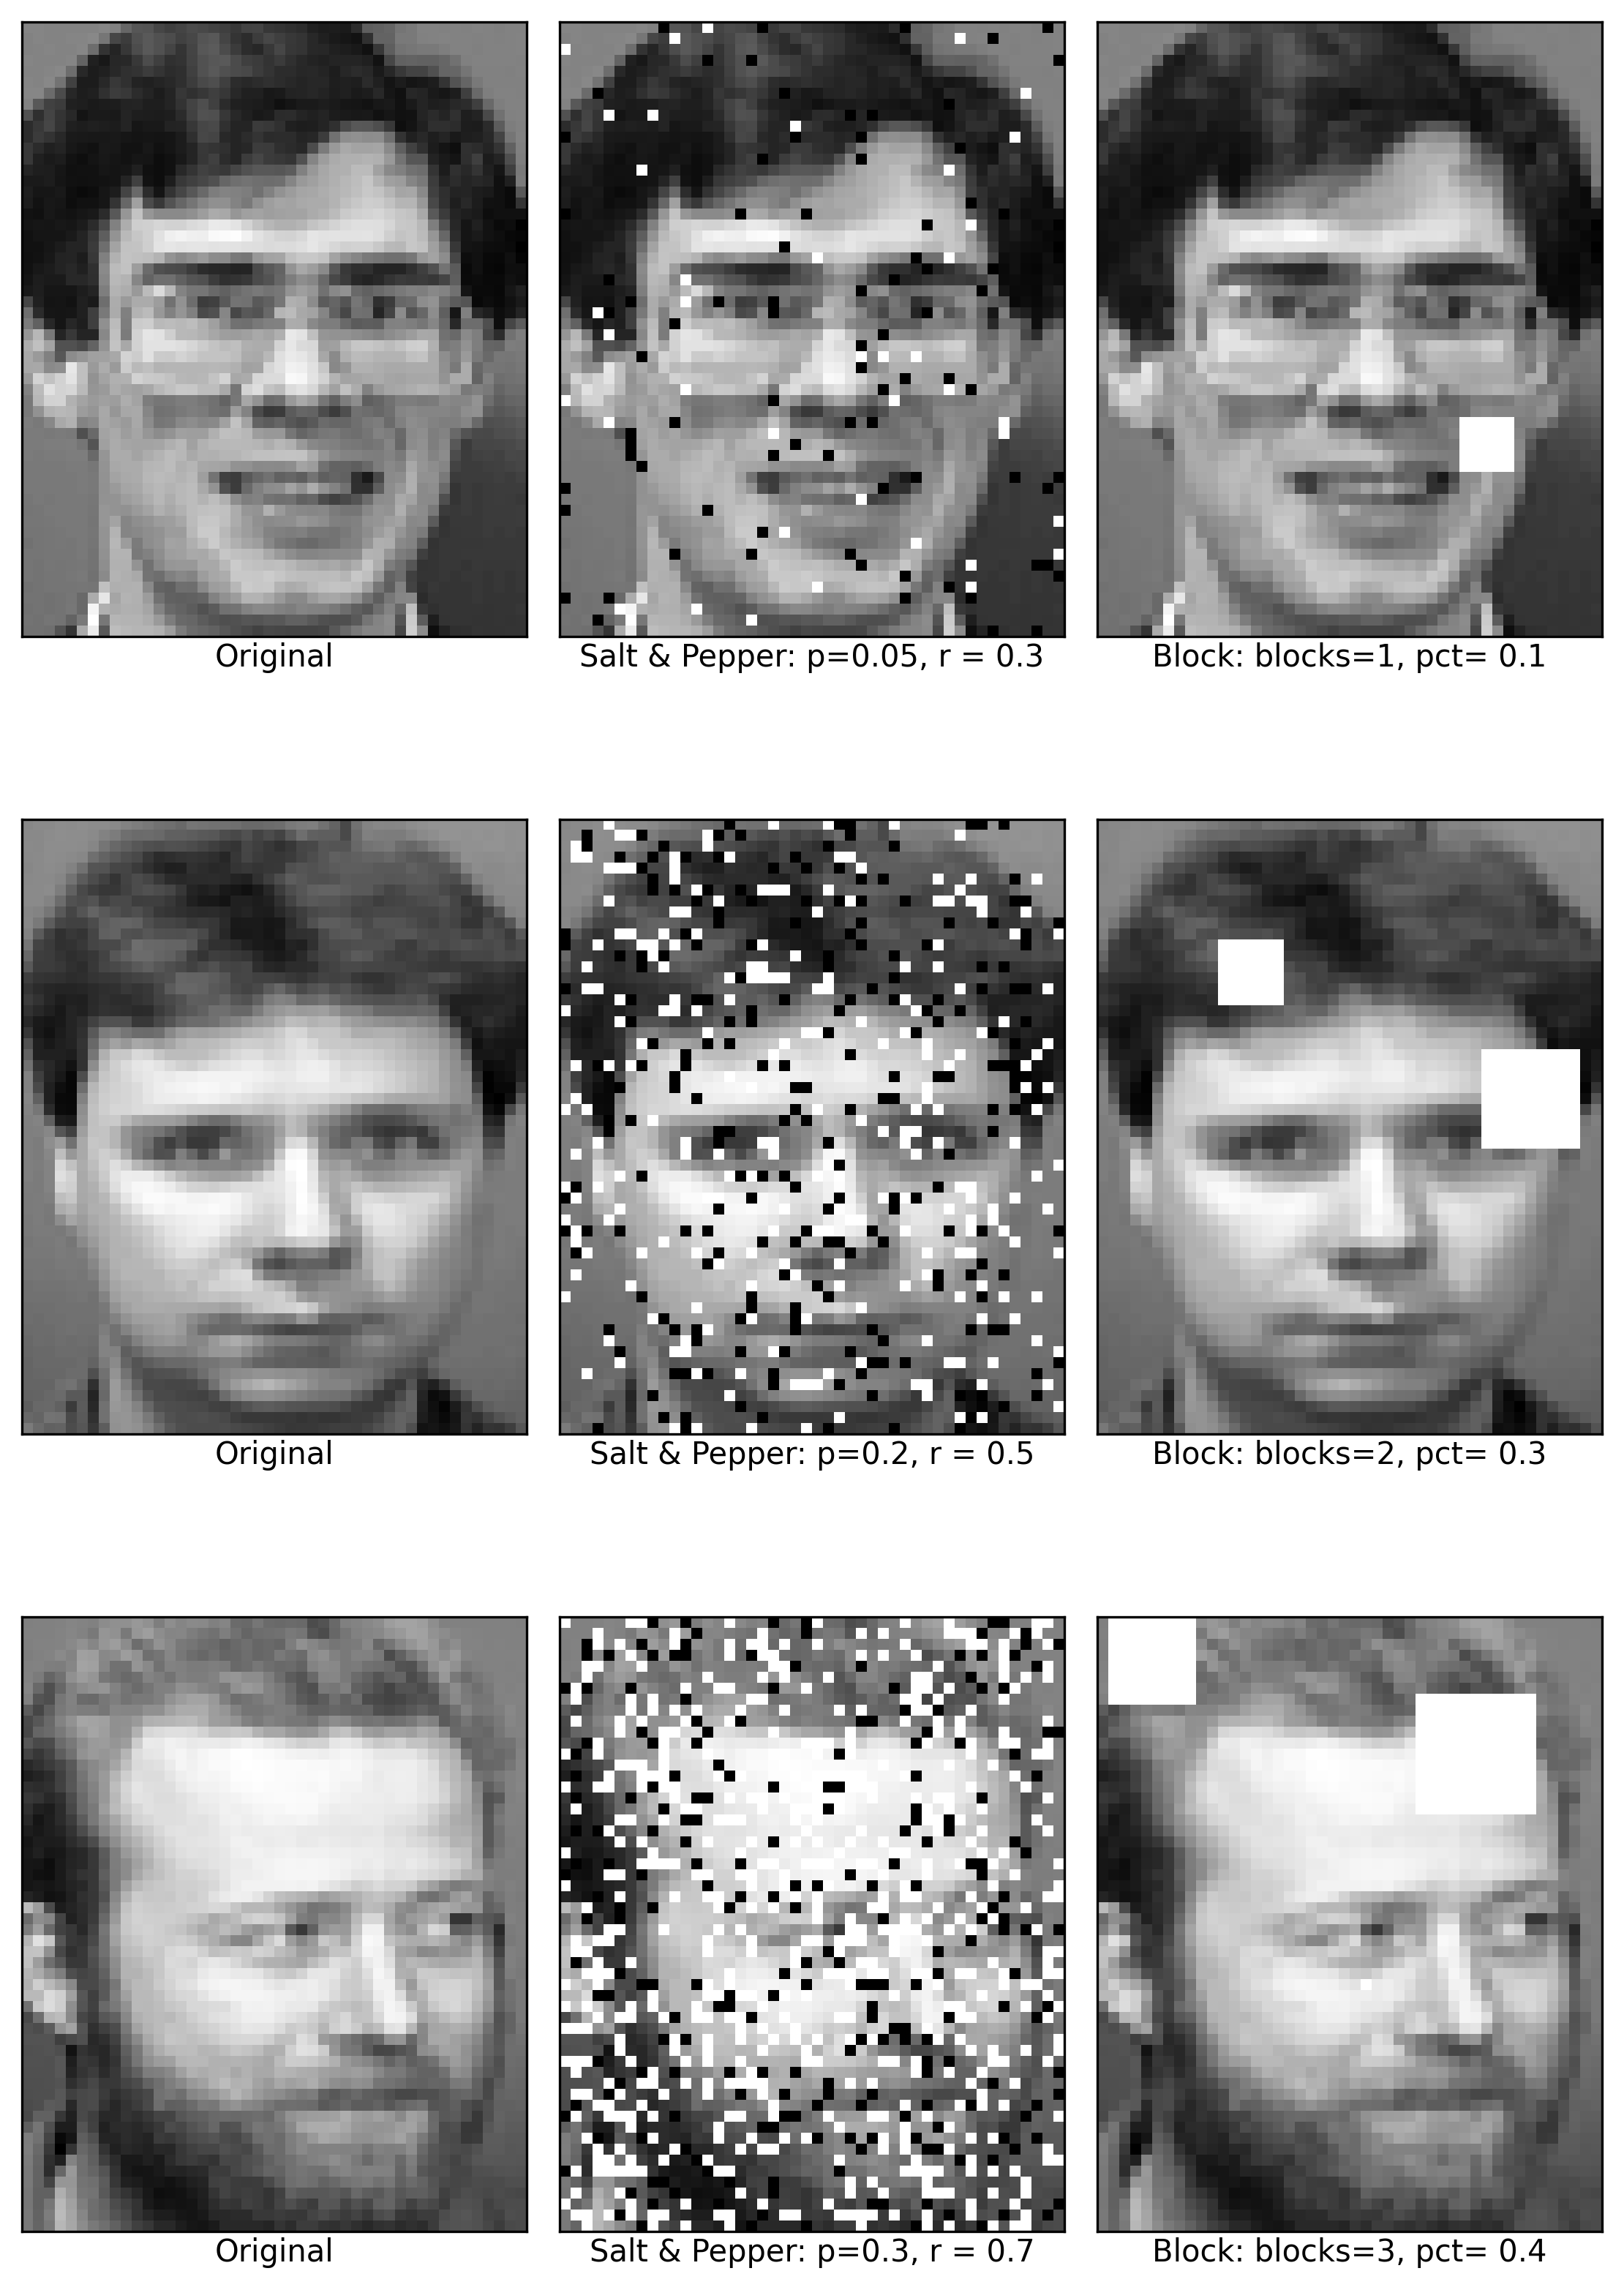 Original
Salt & Pepper: p=0.05, r = 0.3
Block: blocks=1, pct= 0.1
Original
Salt & Pepper: p=0.2, r = 0.5
Block: blocks=2, pct= 0.3
Original
Salt & Pepper: p=0.3, r = 0.7
Block: blocks=3, pct= 0.4